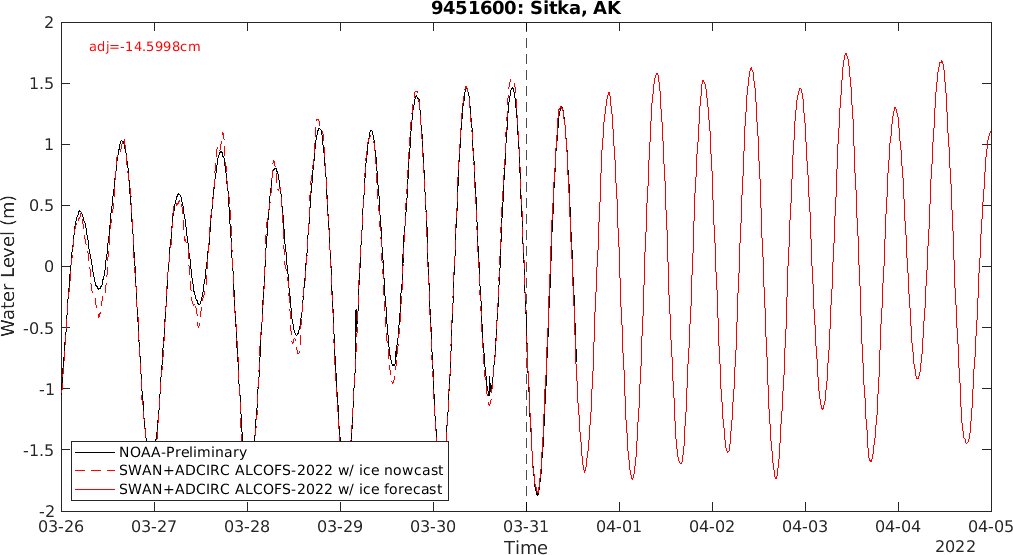 9451600: Sitka, AK
adj=-14.5998cm
Water Level (m)
2
1.5
1
0.5
0
-0.5
-1
-1.5
-2
NOAA-Preliminary
SWAN+ADCIRC ALCOFS-2022 w/ ice nowcast
SWAN+ADCIRC ALCOFS-2022 w/ ice forecast
03-26 03-27 03-28 03-29 03-30 03-31 04-01 04-02 04-03 04-04 04-05
Time
2022